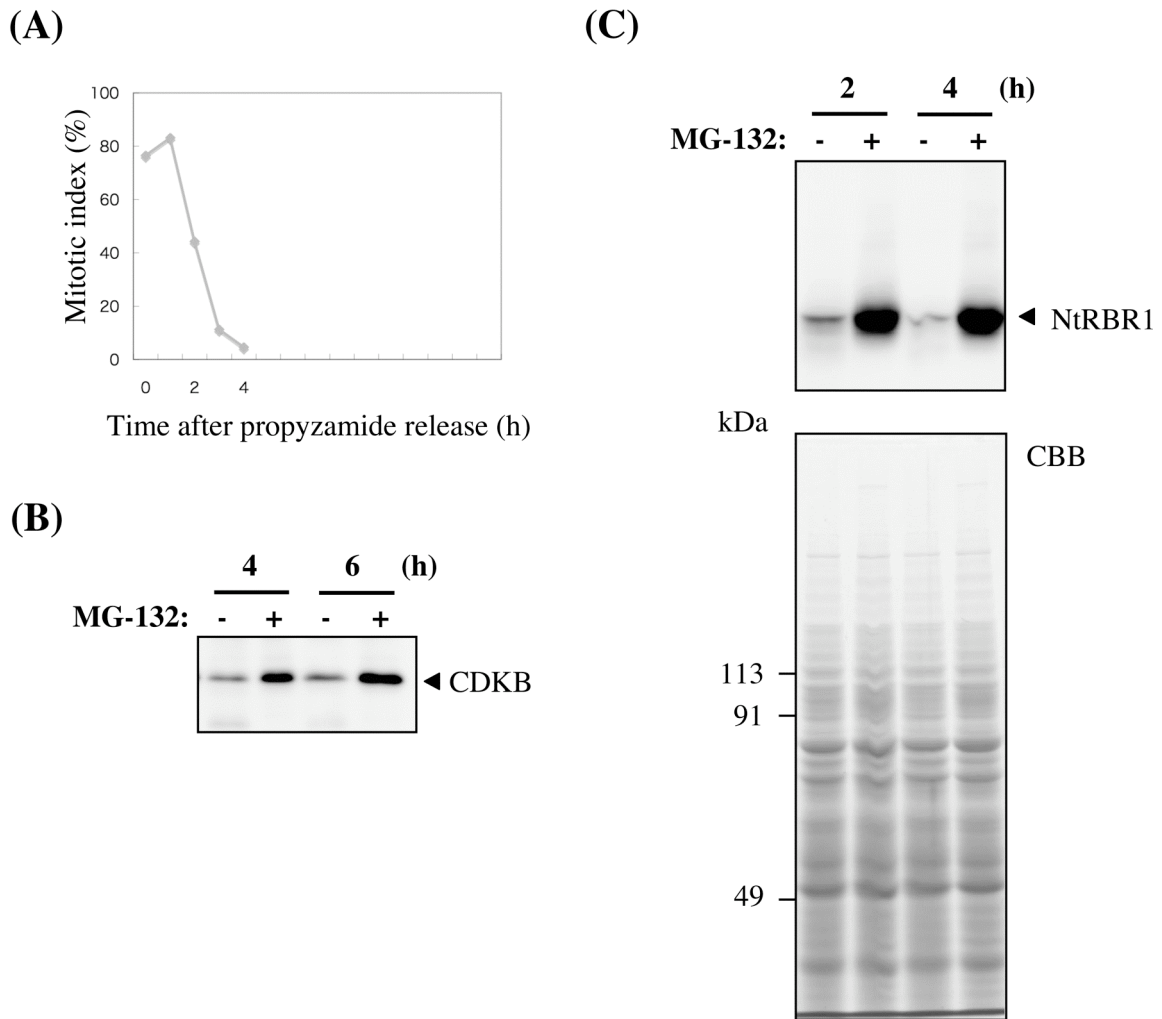 (A)
100
80
60
40
20
0
Mitotic index (%)
0 2 4
Time after propyzamide release (h)
(B)
4 6 (h)
MG-132: - + - +
CDKB
(C)
2 4 (h)
MG-132: - + - +
NtRBR1
kDa
CBB
113
91
49